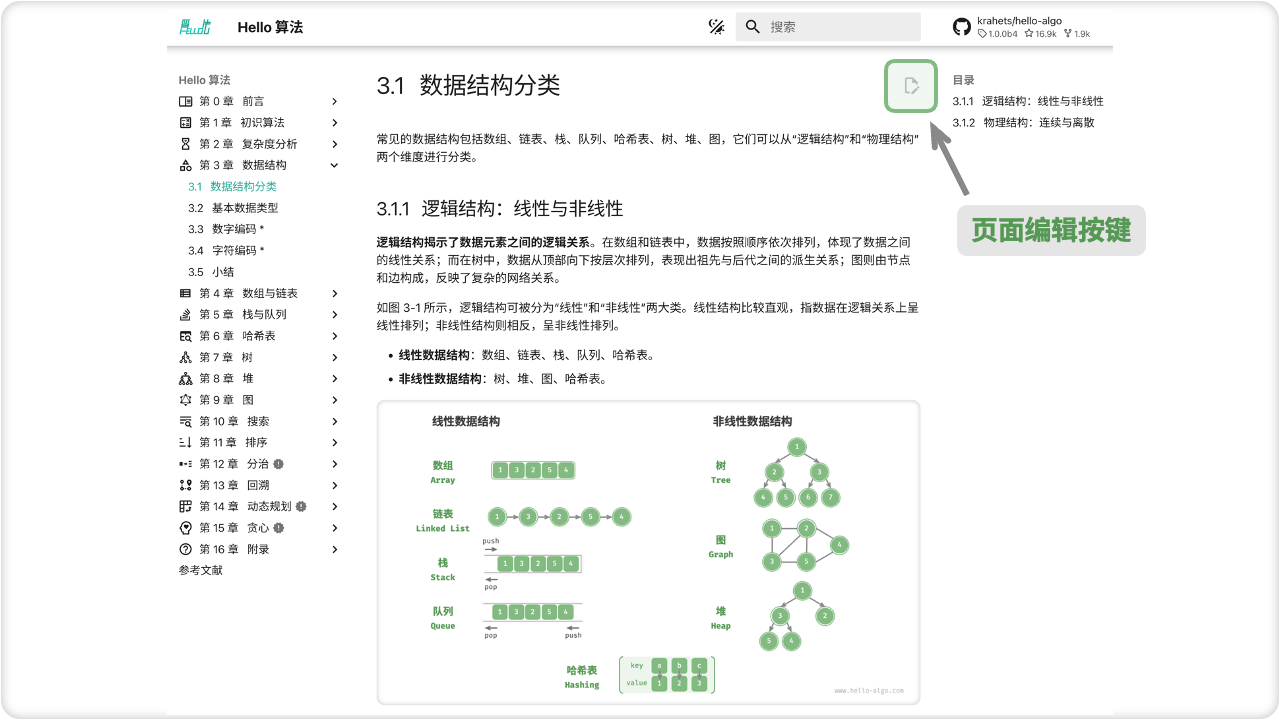 Hello 算法
搜索
krahets/hello-algo
1.0.0b4 16.9k 1.9k
Hello 算法
第 0 章 前言
第 1 章 初识算法
第 2 章 复杂度分析
第 3 章 数据结构
3.1 数据结构分类
3.2 基本数据类型
3.3 数字编码 *
3.4 字符编码 *
3.5 小结
第 4 章 数组与链表
第 5 章 栈与队列
第 6 章 哈希表
第 7 章 树
第 8 章 堆
第 9 章 图
第 10 章 搜索
第 11 章 排序
第 12 章 分治
第 13 章 回溯
第 14 章 动态规划
第 15 章 贪心
第 16 章 附录
参考文献
3.1 数据结构分类
常见的数据结构包括数组、链表、栈、队列、哈希表、树、堆、图，它们可以从“逻辑结构”和“物理结构”
两个维度进行分类。
3.1.1 逻辑结构：线性与非线性
逻辑结构揭示了数据元素之间的逻辑关系。在数组和链表中，数据按照顺序依次排列，体现了数据之间
的线性关系；而在树中，数据从顶部向下按层次排列，表现出祖先与后代之间的派生关系；图则由节点
和边构成，反映了复杂的网络关系。
如图 3-1 所示，逻辑结构可被分为“线性”和“非线性”两大类。线性结构比较直观，指数据在逻辑关系上呈
线性排列；非线性结构则相反，呈非线性排列。
• 线性数据结构：数组、链表、栈、队列、哈希表。
• 非线性数据结构：树、堆、图、哈希表。
线性数据结构
数组
Array
1 3 2 5 4
链表
Linked List
1 3 2 5 4
push
栈
Stack
1 3 2 5 4
pop
队列
Queue
1 3 2 5 4
pop push
非线性数据结构
树
Tree
1
2 3
4 5 6 7
图
Graph
1 2
4
3 5
堆
Heap
1
3 2
5 4
哈希表
Hashing
key a b c
value 1 2 3
www.hello-algo.com
目录
3.1.1 逻辑结构：线性与非线性
3.1.2 物理结构：连续与离散
页面编辑按键